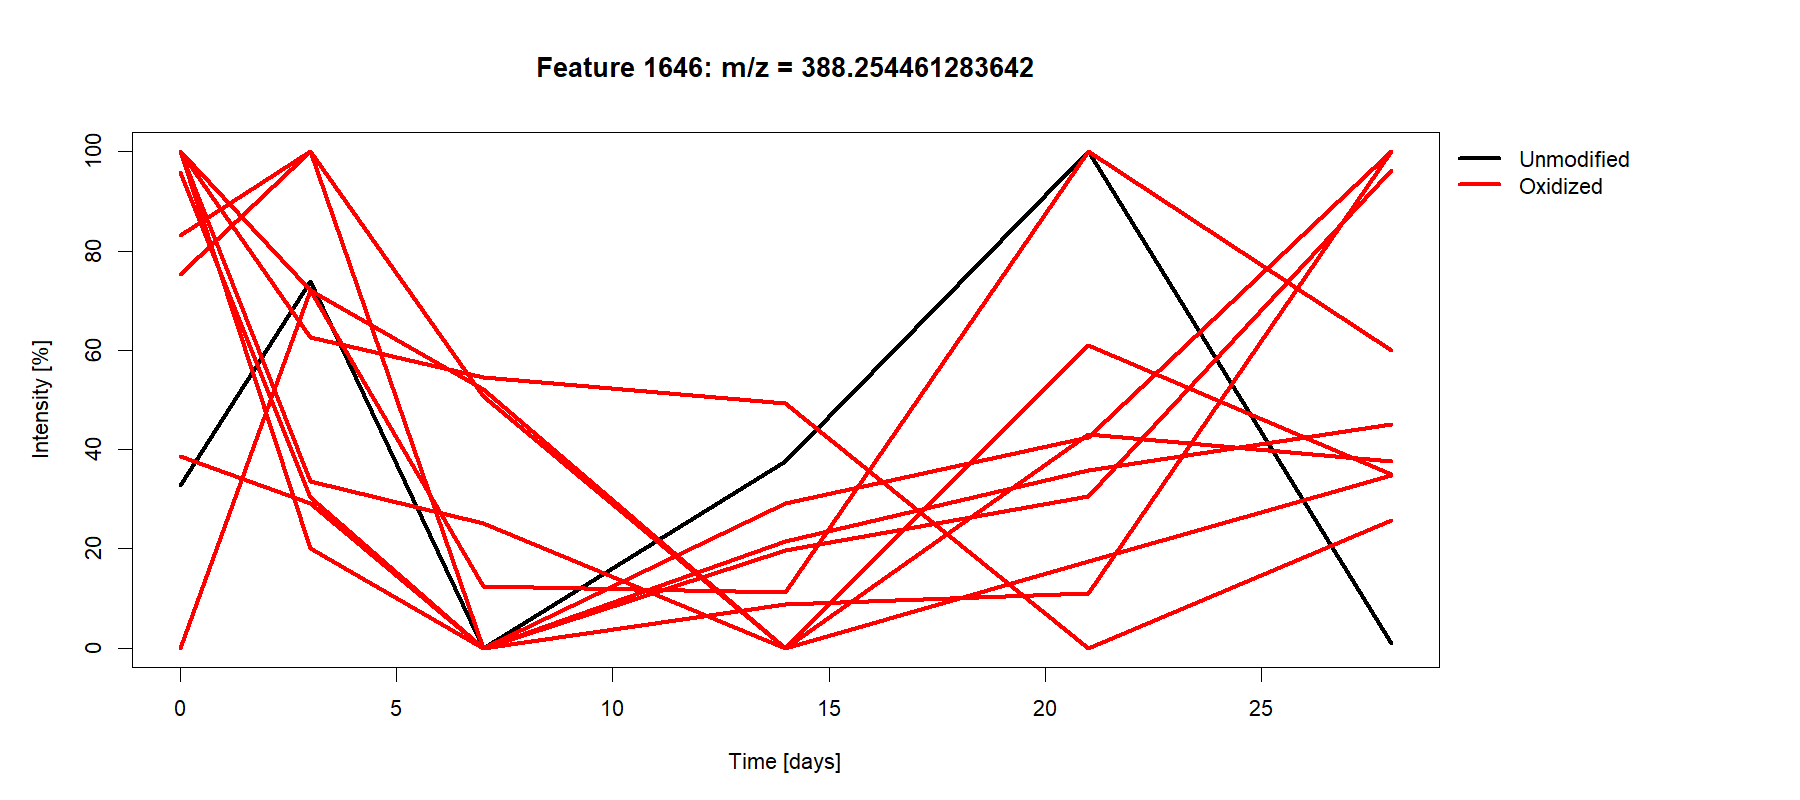 Feature 1646: m/z = 388.254461283642
Unmodified
Oxidized
Intensity [%]
100
80
60
40
20
0
0 5 10 15 20 25
Time [days]